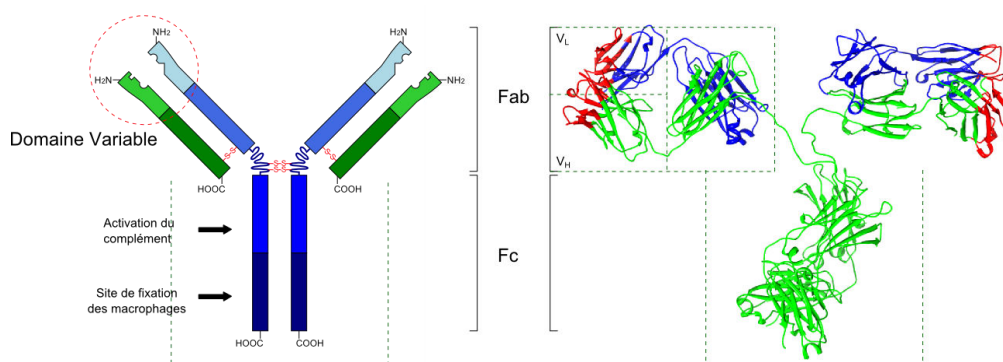 NH2
H2N
H2N
NH2
Domaine Variable
S-S
S-S
S-S
S-S
HOOC
COOH
Activation du
complément
Site de fixation
des macrophages
HOOC
COOH
Fab
Fc
VL
VH